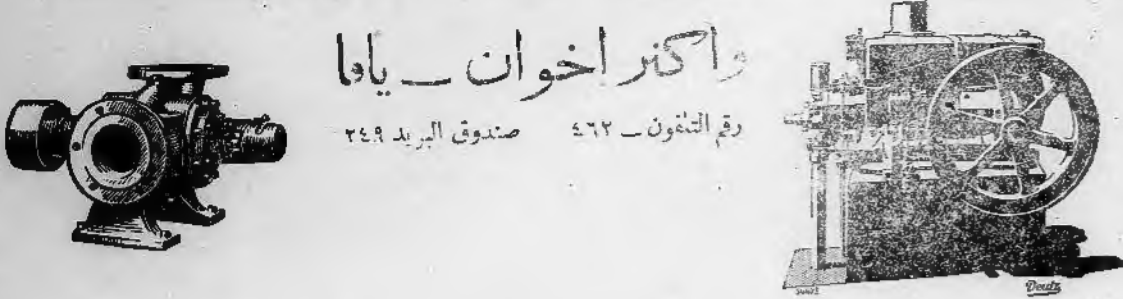 واكنر اخوان ــ يافا
رقم التلفون ــ ٤٦٢ صندوق البريد ٢٤٩
Deutz